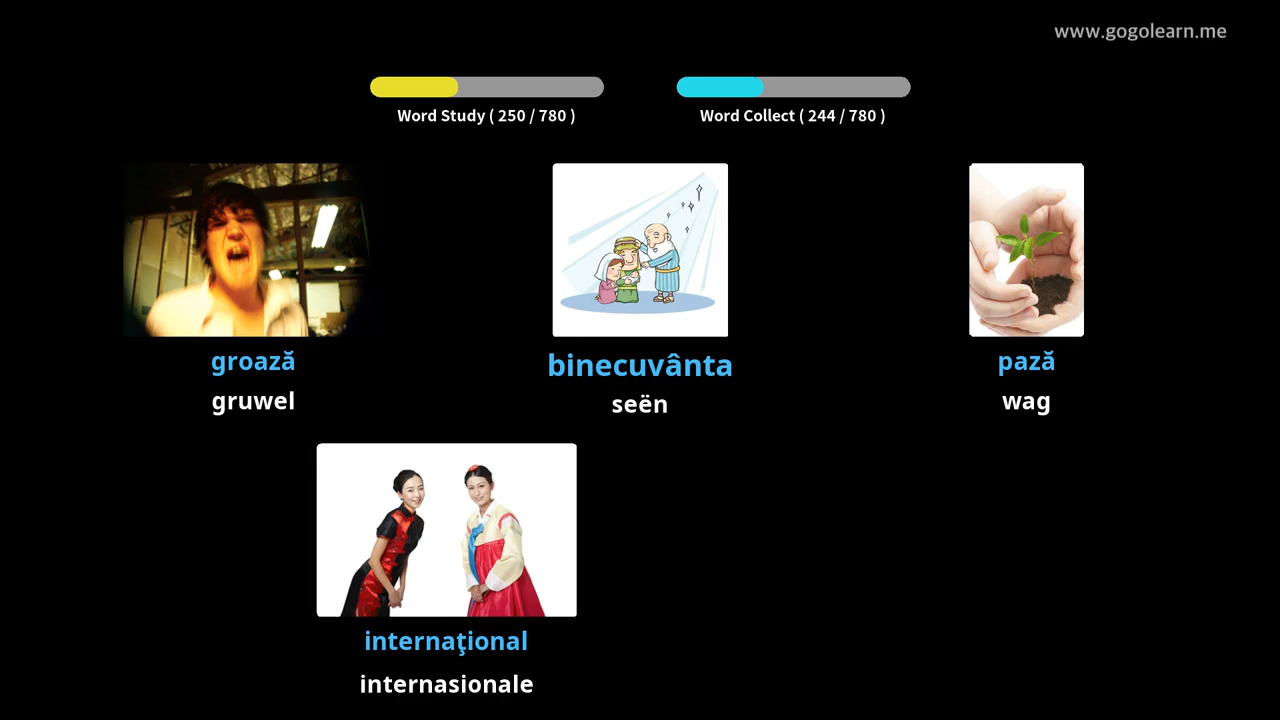 www.gogolearn.me
Word Study ( 250 / 780 )
Word Collect ( 244 / 780 )
groază
binecuvânta
pază
gruwel
seën
wag
internaţional
internasionale